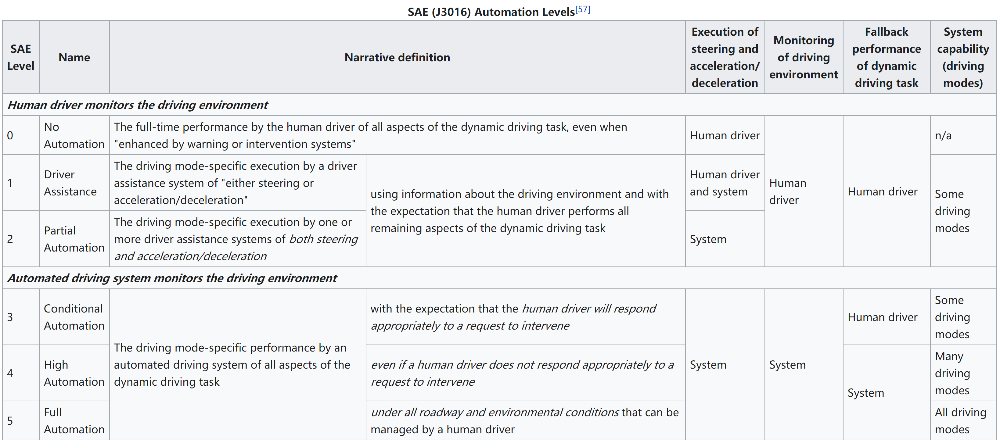 SAE (J3016) Automation Levels[57]
SAE
Level
Name
Narrative definition
Execution of
steering and
acceleration/
deceleration
Monitoring
of driving
environment
Fallback
performance
of dynamic
driving task
System
capability
(driving
modes)
Human driver monitors the driving environment
0
No
Automation
The full-time performance by the human driver of all aspects of the dynamic driving task, even when
"enhanced by warning or intervention systems"
Human driver
Human
driver
Human driver
n/a
1
Driver
Assistance
The driving mode-specific execution by a driver
assistance system of "either steering or
acceleration/deceleration"
using information about the driving environment and with
the expectation that the human driver performs all
remaining aspects of the dynamic driving task
Human driver
and system
Some
driving
modes
2
Partial
Automation
The driving mode-specific execution by one or
more driver assistance systems of both steering
and acceleration/deceleration
System
Automated driving system monitors the driving environment
3
Conditional
Automation
The driving mode-specific performance by an
automated driving system of all aspects of the
dynamic driving task
with the expectation that the human driver will respond
appropriately to a request to intervene
System
System
Human driver
Some
driving
modes
4
High
Automation
even if a human driver does not respond appropriately to a
request to intervene
System
Many
driving
modes
5
Full
Automation
under all roadway and environmental conditions that can be
managed by a human driver
All driving
modes